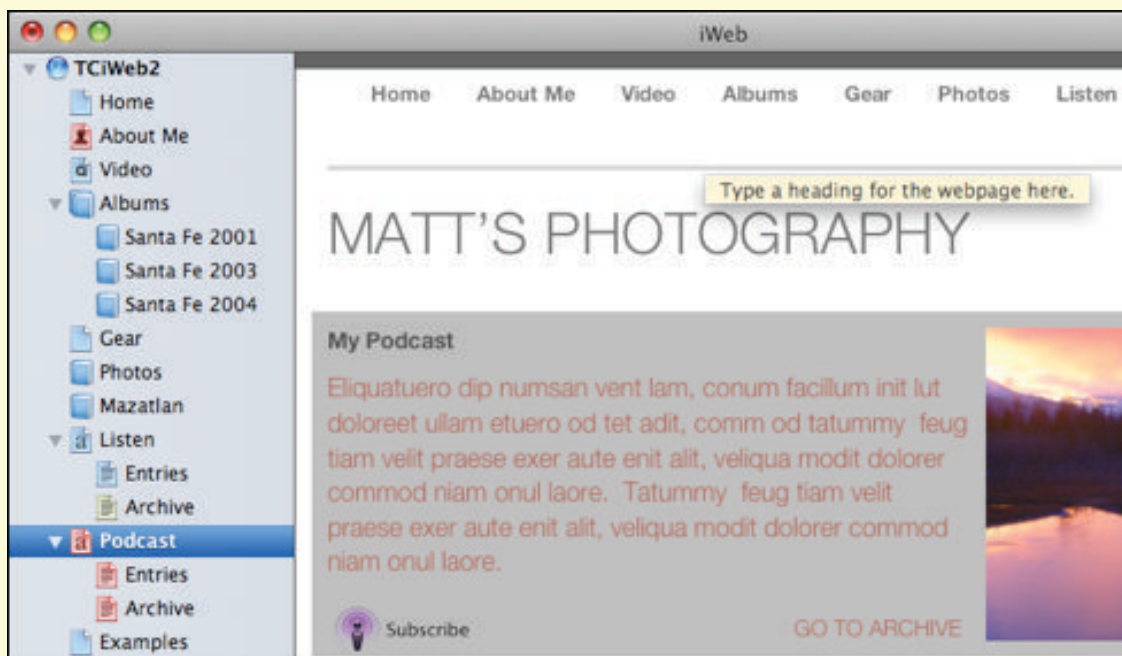 iWeb
TCiWeb2
Home
About Me
Video
Albums
Santa Fe 2001
Santa Fe 2003
Santa Fe 2004
Gear
Photos
Mazatlan
Listen
Entries
Archive
Podcast
Entries
Archive
Examples
Home About Me Video Albums Gear Photos Listen
Type a heading for the webpage here.
MATT'S PHOTOGRAPHY
My Podcast
Eliquatuero dip numsan vent lam, conum facillum init lut
doloreet ullam etuero od tet adit, comm od tatummy feug
tiam velit praese exer aute enit alit, veliqua modit dolorer
commod niam onul laore. Tatummy feug tiam velit
praese exer aute enit alit, veliqua modit dolorer commod
niam onul laore.
Subscribe
GO TO ARCHIVE